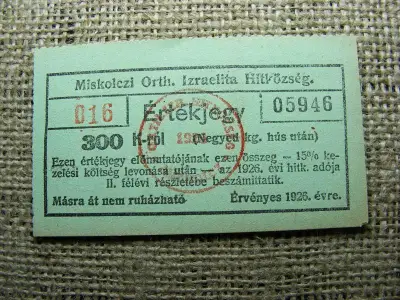 Miskolczi Orth. Izraelita Hitközség.
016
Értékjegy
05946
300 K-ról (Negyed kg. hús után)
Ezen értékjegy elömutatójának ezen összeg — 15% ke-
zelési költség levonása után — az 1926. évi hitk. adója
II. félévi részletébe beszámittatik.
Másra át nem ruházható
Érvényes 1926. évre.